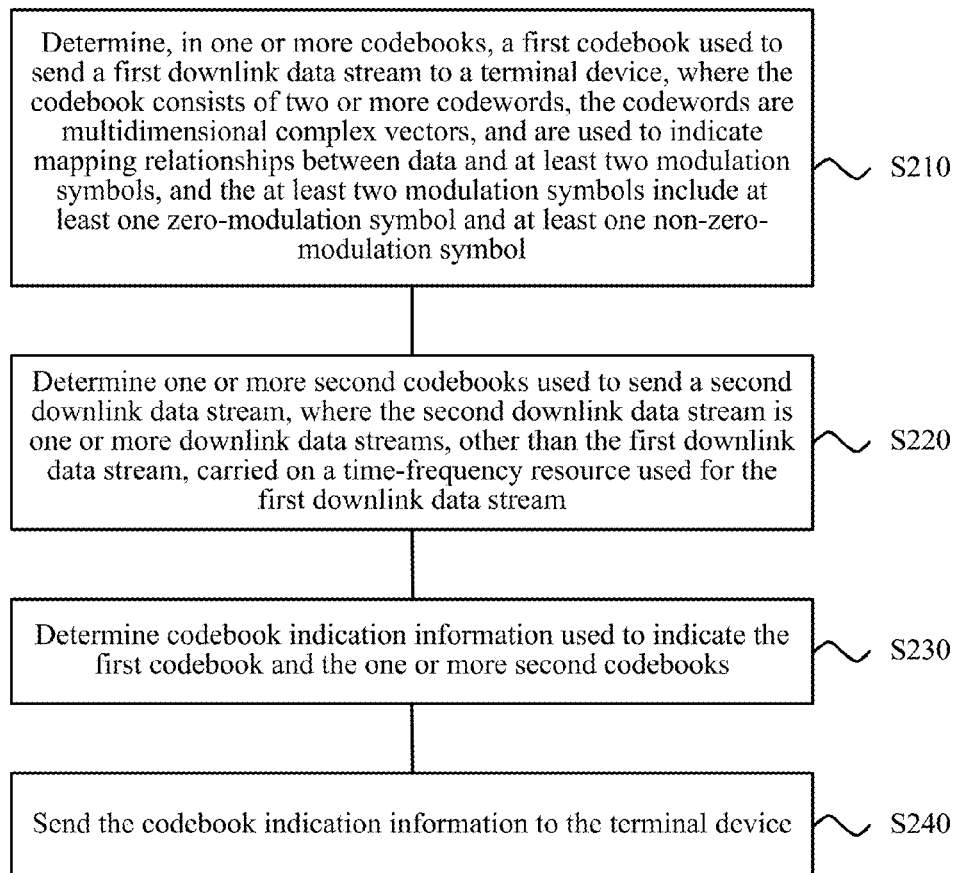 Determine, in one or more codebooks, a first codebook used to
send a first downlink data stream to a terminal device, where the
codebook consists of two or more codewords, the codewords are
multidimensional complex vectors, and are used to indicate
mapping relationships between data and at least two modulation
symbols, and the at least two modulation symbols include at
least one zero-modulation symbol and at least one non-zero-
modulation symbol
S210
Determine one or more second codebooks used to send a second
downlink data stream, where the second downlink data stream is
one or more downlink data streams, other than the first downlink
data stream, carried on a time-frequency resource used for the
first downlink data stream
S220
Determine codebook indication information used to indicate the
first codebook and the one or more second codebooks
S230
Send the codebook indication information to the terminal device
S240